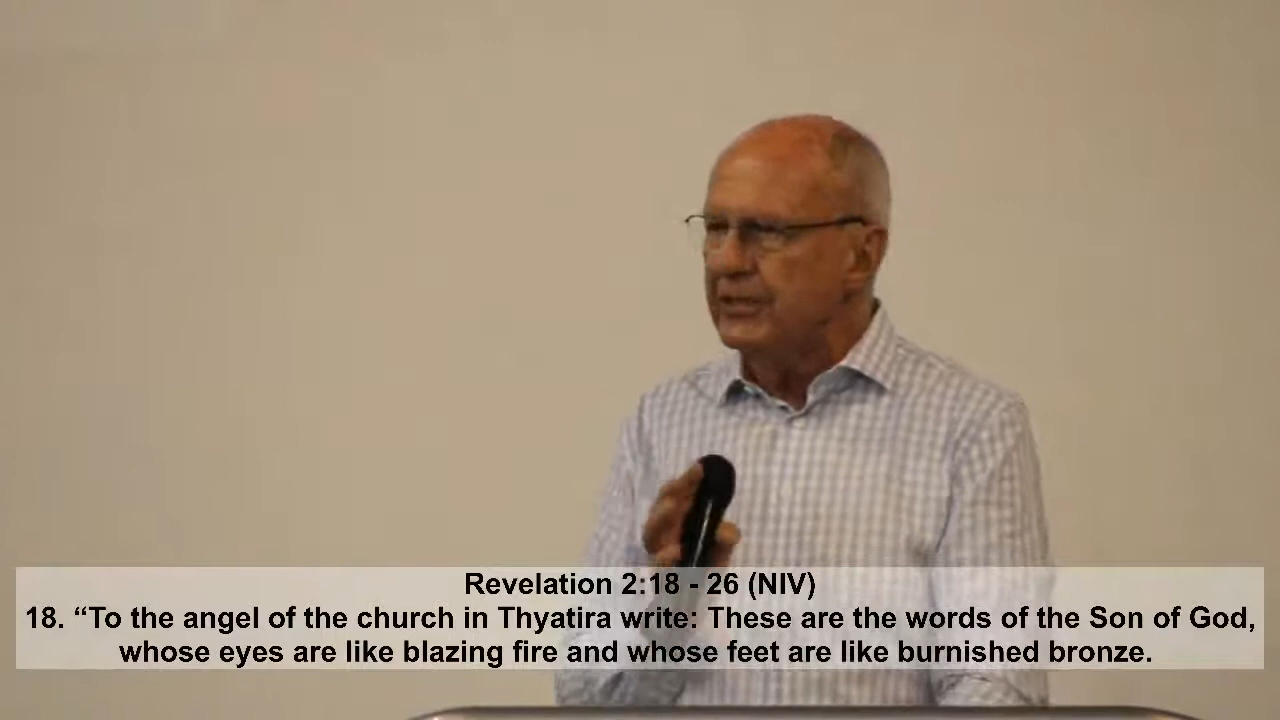 Revelation 2:18 - 26 (NIV)
18. “To the angel of the church in Thyatira write: These are the words of the Son of God,
whose eyes are like blazing fire and whose feet are like burnished bronze.